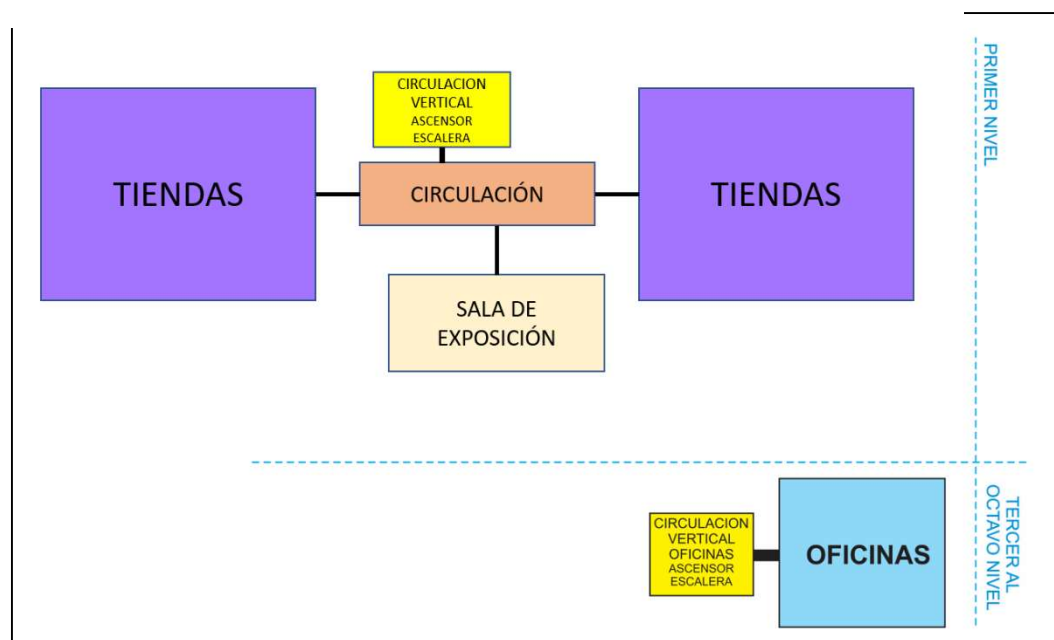 CIRCULACION
VERTICAL
ASCENSOR
ESCALERA
TIENDAS
CIRCULACIÓN
TIENDAS
SALA DE
EXPOSICIÓN
PRIMER NIVEL
CIRCULACION
VERTICAL
OFICINAS
ASCENSOR
ESCALERA
OFICINAS
TERCER AL
OCTAVO NIVEL